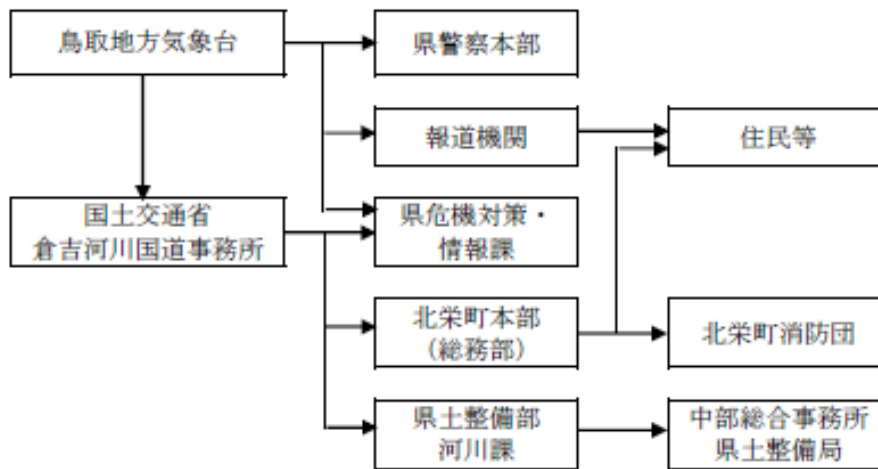 鳥取地方気象台
県警察本部
報道機関
住民等
国土交通省
倉吉河川国道事務所
県危機対策・
情報課
北栄町本部
（総務部）
北栄町消防団
県土整備部
河川課
中部総合事務所
県土整備局